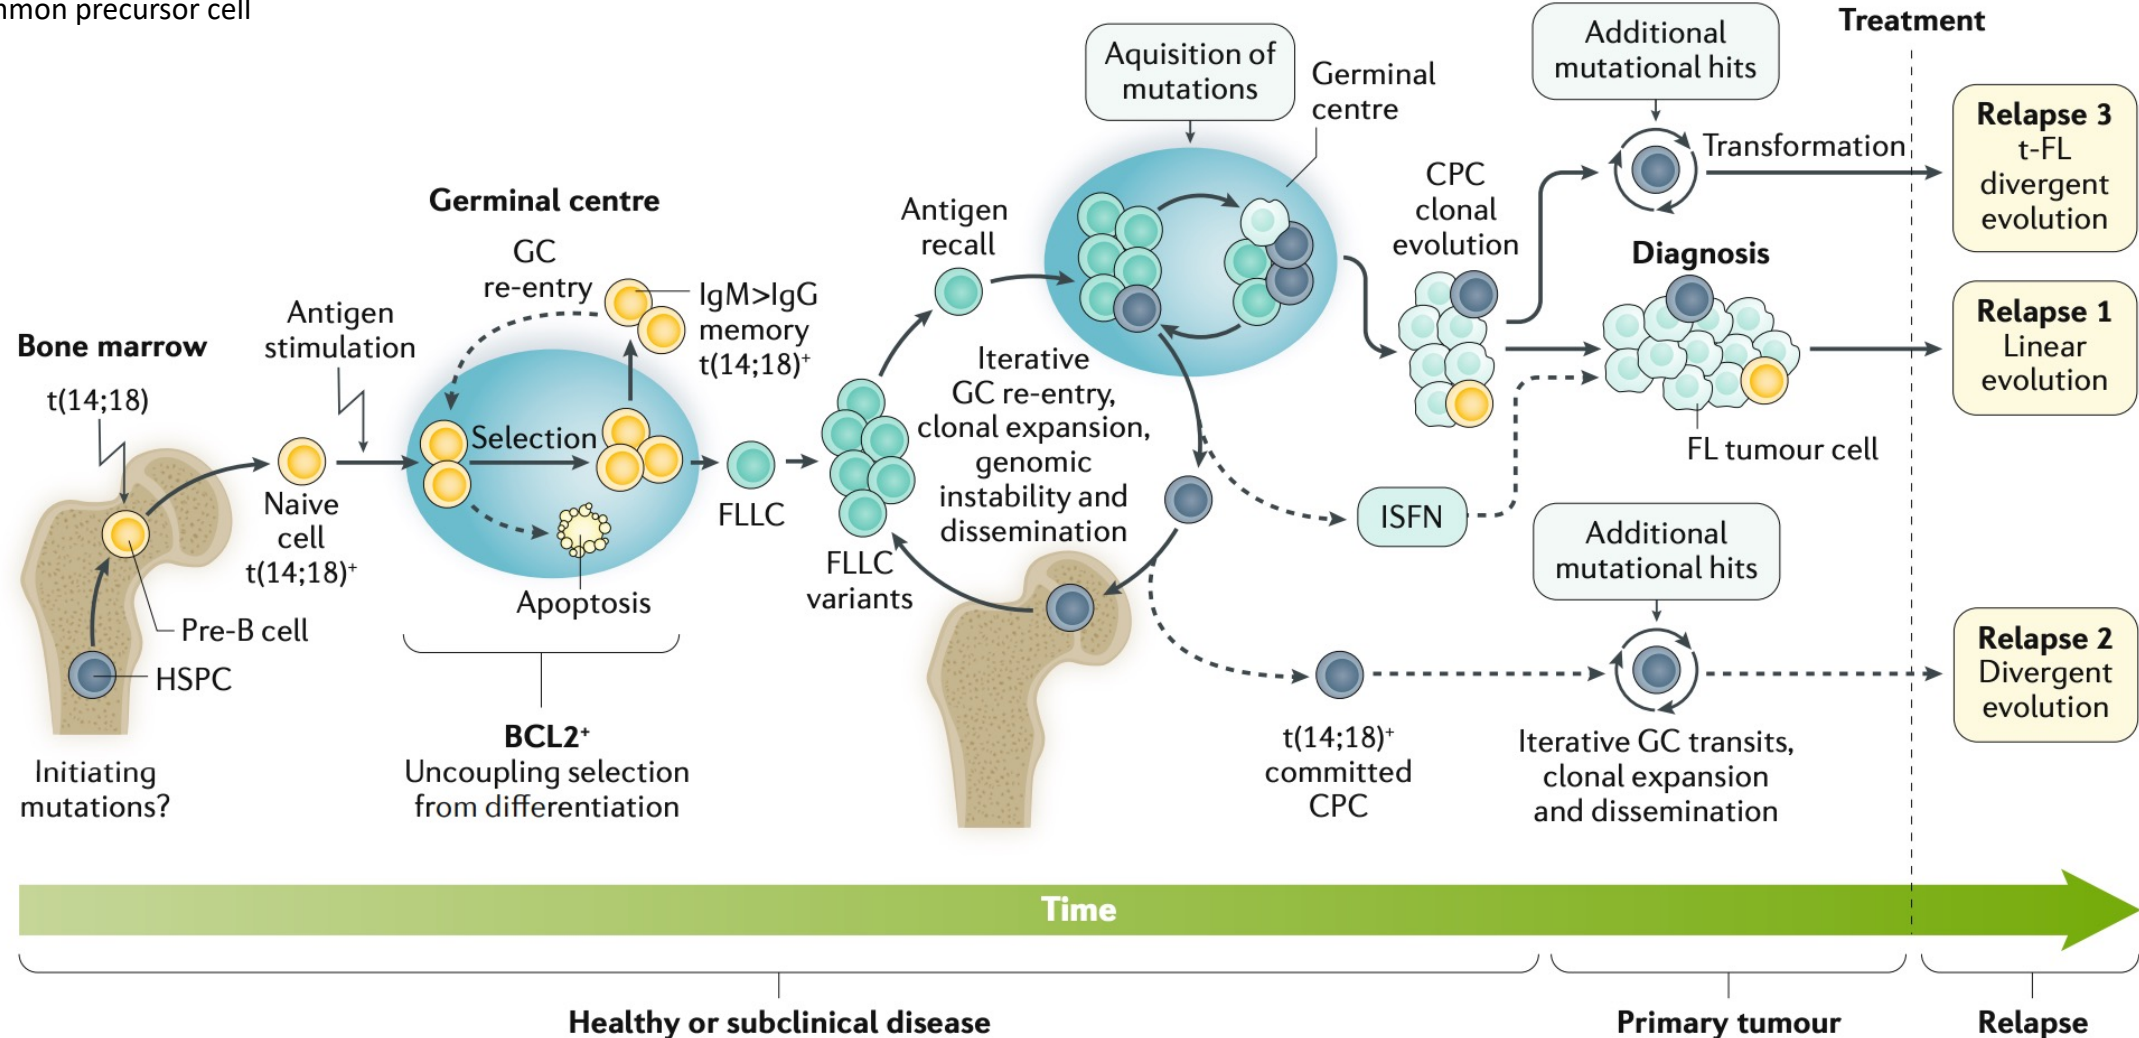 precursor cell
Treatment
Aquisition of
mutations
Germinal
centre
Additional
mutational hits
Transformation
Relapse 3
t-FL
divergent
evolution
Germinal centre
GC
re-entry
IgM>IgG
memory
t(14;18)⁺
Antigen
stimulation
Bone marrow
t(14;18)
Selection
Naive
cell
t(14;18)⁺
Apoptosis
Pre-B cell
HSPC
Initiating
mutations?
BCL2⁺
Uncoupling selection
from differentiation
FLLC
FLLC
variants
Antigen
recall
Iterative
GC re-entry,
clonal expansion,
genomic
instability and
dissemination
CPC
clonal
evolution
Diagnosis
FL tumour cell
Relapse 1
Linear
evolution
ISFN
Additional
mutational hits
t(14;18)⁺
committed
CPC
Iterative GC transits,
clonal expansion
and dissemination
Relapse 2
Divergent
evolution
Time
Healthy or subclinical disease
Primary tumour
Relapse